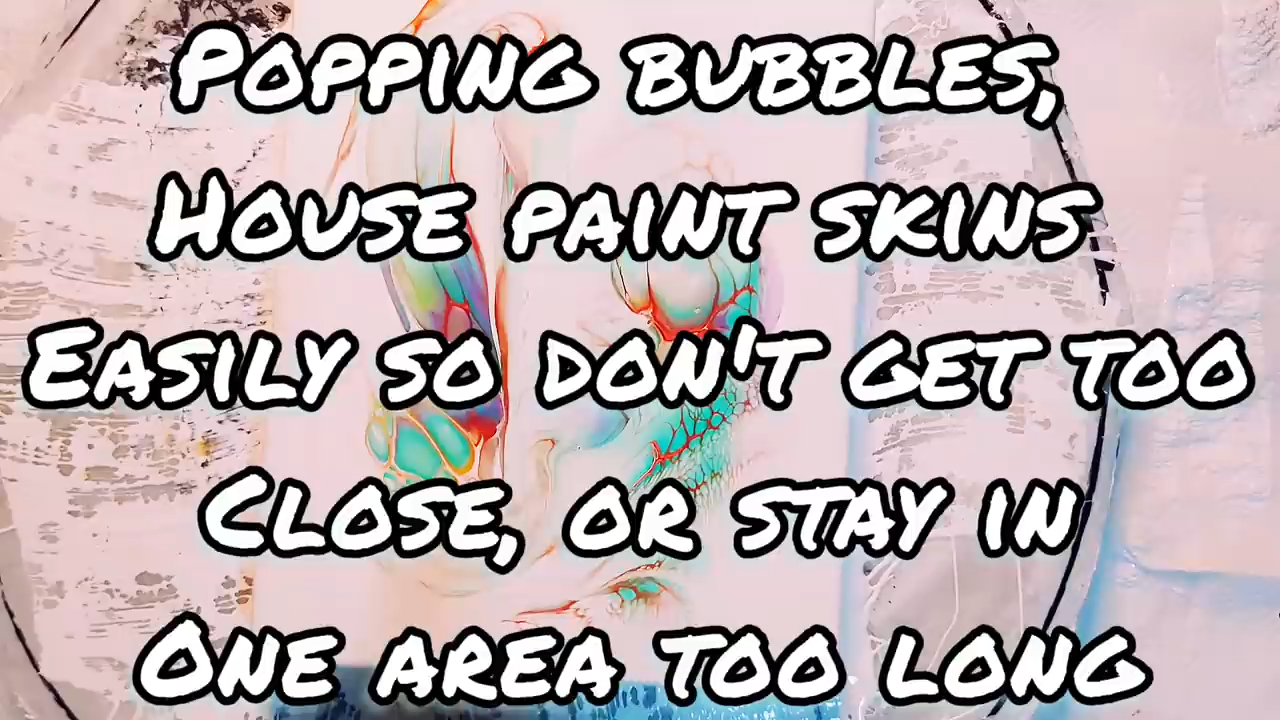 Popping bubbles,
House paint skins
Easily so don't get too
Close, or stay in
One area too long